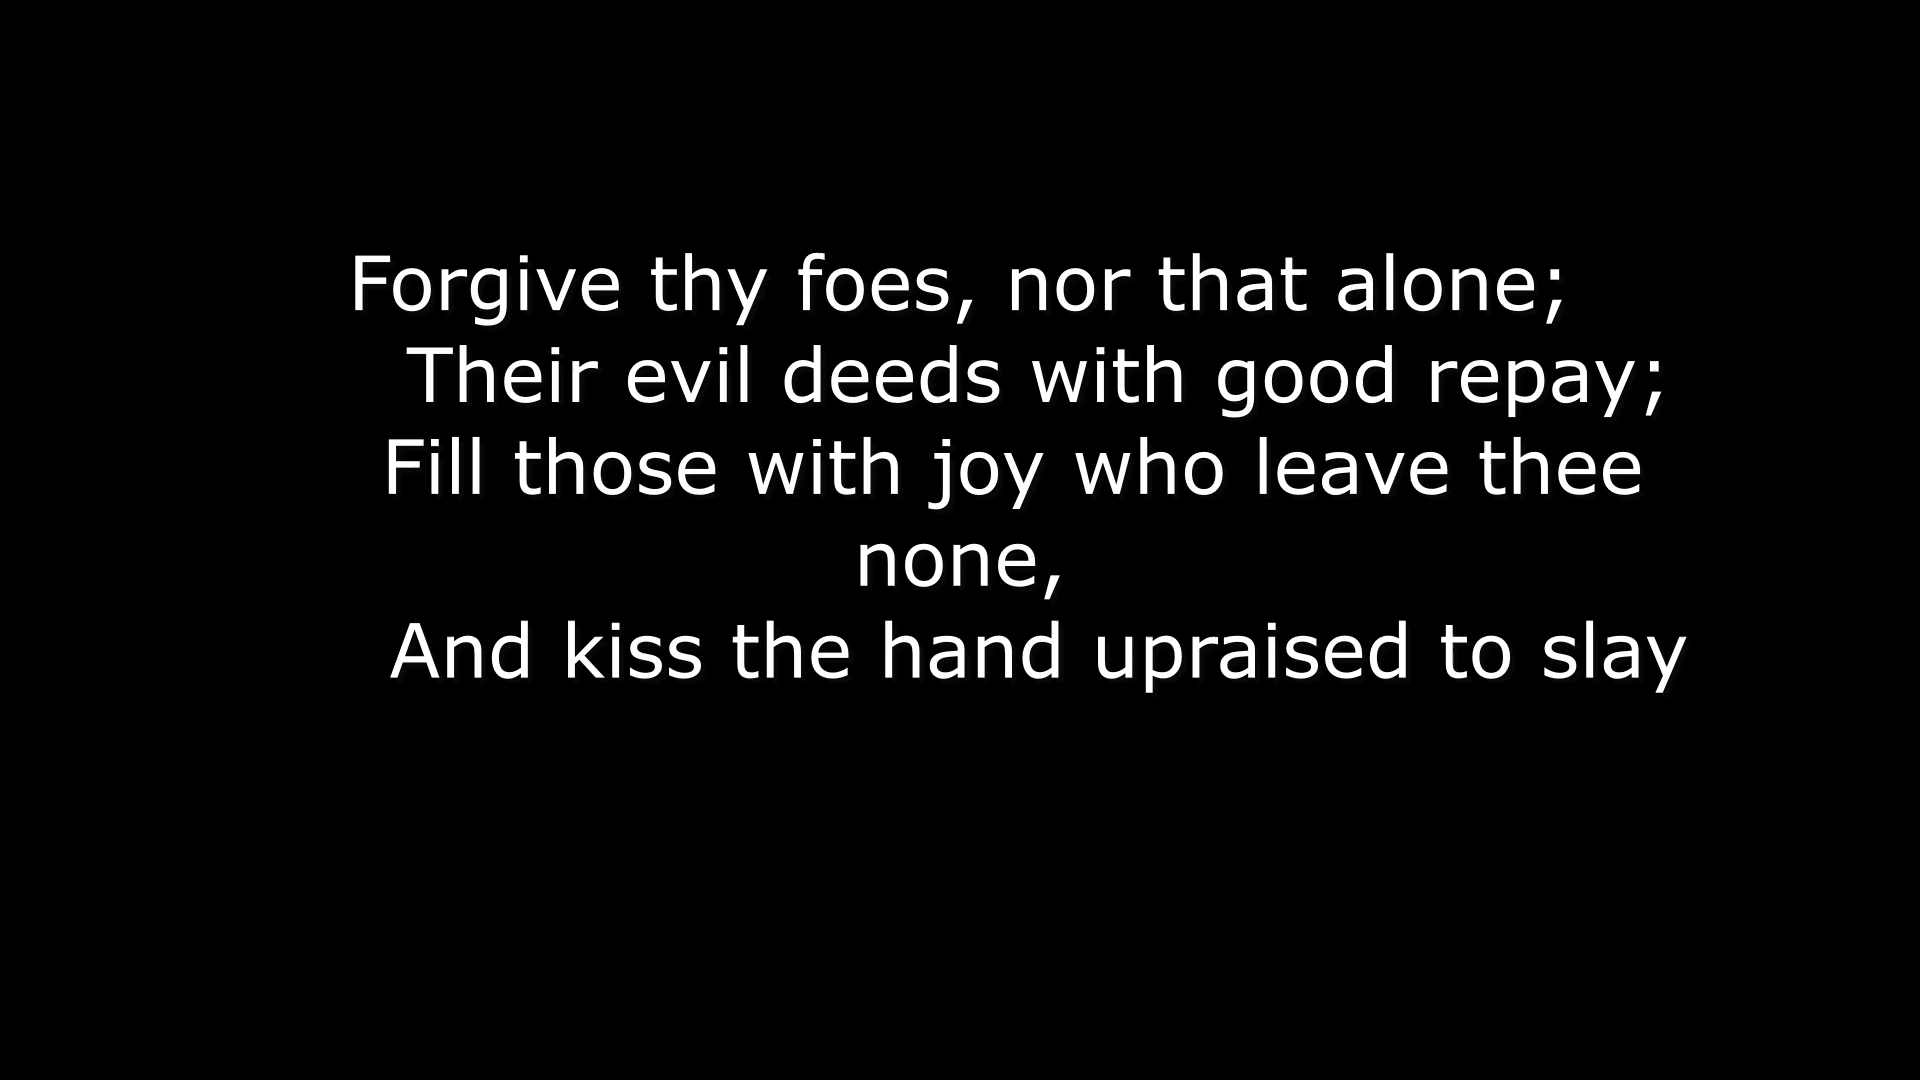 Forgive thy foes, nor that alone;
Their evil deeds with good repay;
Fill those with joy who leave thee
none,
And kiss the hand upraised to slay